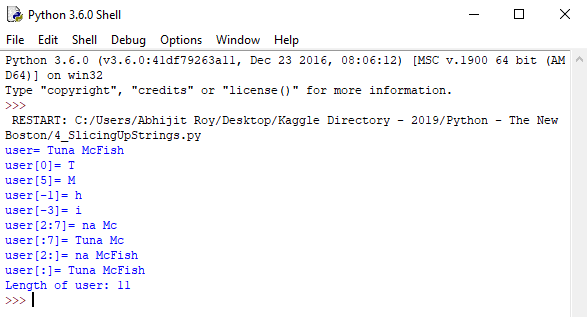 Python 3.6.0 Shell
File Edit Shell Debug Options Window Help
Python 3.6.0 (v3.6.0:41df79263a11, Dec 23 2016, 08:06:12) [MSC v.1900 64 bit (AM
D64)] on win32
Type "copyright", "credits" or "license()" for more information.
>>>
RESTART: C:/Users/Abhijit Roy/Desktop/Kaggle Directory - 2019/Python - The New
Boston/4_SlicingUpStrings.py
user= Tuna McFish
user[0]= T
user[5]= M
user[-1]= h
user[-3]= i
user[2:7]= na Mc
user[:7]= Tuna Mc
user[2:]= na McFish
user[:]= Tuna McFish
Length of user: 11
>>>